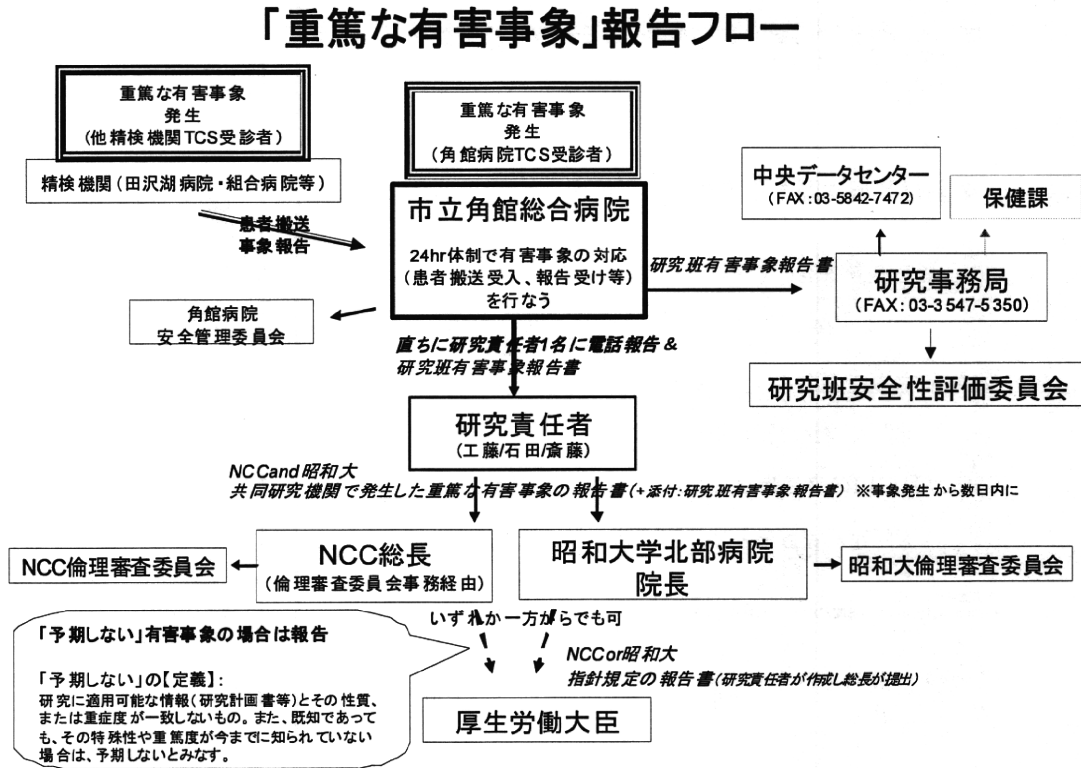 「重篤な有害事象」報告フロー
重篤な有害事象
発生
(他精検機関TCS受診者)
精検機関(田沢湖病院・組合病院等)
患者搬送
事象報告
重篤な有害事象
発生
(角館病院TCS受診者)
市立角館総合病院
24hr体制で有害事象の対応
(患者搬送受入、報告受け等)
を行なう
角館病院
安全管理委員会
研究班有害事象報告書
中央データセンター
(FAX:03-5842-7472)
保健課
研究事務局
(FAX:03-3547-5350)
研究班安全性評価委員会
直ちに研究責任者1名に電話報告&
研究班有害事象報告書
研究責任者
(工藤/石田/斎藤)
NCCand昭和大
共同研究機関で発生した重篤な有害事象の報告書(+添付:研究班有害事象報告書) ※事象発生から数日内に
NCC倫理審査委員会
NCC総長
(倫理審査委員会事務経由)
昭和大学北部病院
院長
昭和大倫理審査委員会
いずれか一方からでも可
「予期しない」有害事象の場合は報告
「予期しない」の【定義】:
研究に適用可能な情報(研究計画書等)とその性質、
または重症度が一致しないもの。また、既知であって
も、その特殊性や重篤度が今までに知られていない
場合は、予期しないとみなす。
NCCor昭和大
指針規定の報告書(研究責任者が作成し総長が提出)
厚生労働大臣